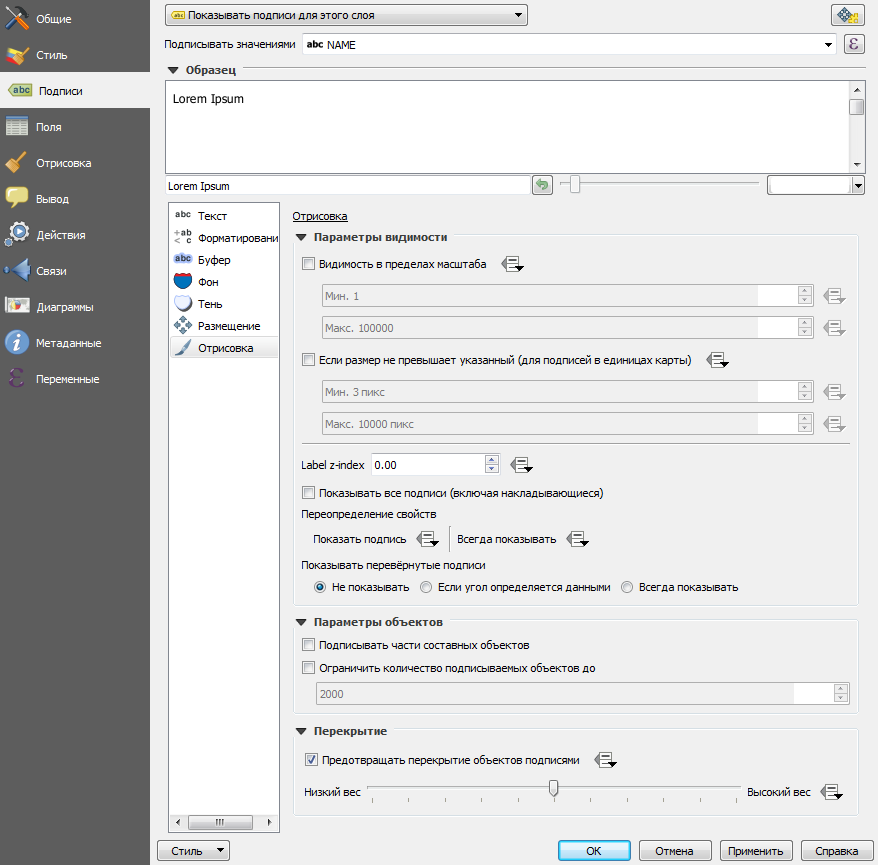 Общие
Стиль
abc Подписи
Поля
Отрисовка
Вывод
Действия
Связи
Диаграммы
i Метаданные
ε Переменные
abc Показывать подписи для этого слоя
Подписывать значениями abc NAME ε
Образец
Lorem Ipsum
Lorem Ipsum
abc Текст
+ab < c Форматировани
abc Буфер
Фон
Тень
Размещение
Отрисовка
Отрисовка
Параметры видимости
Видимость в пределах масштаба
Мин. 1
Макс. 100000
Если размер не превышает указанный (для подписей в единицах карты)
Мин. 3 пикс
Макс. 10000 пикс
Label z-index 0.00
Показывать все подписи (включая накладывающиеся)
Переопределение свойств
Показать подпись Всегда показывать
Показывать перевёрнутые подписи
Не показывать Если угол определяется данными Всегда показывать
Параметры объектов
Подписывать части составных объектов
Ограничить количество подписываемых объектов до
2000
Перекрытие
Предотвращать перекрытие объектов подписями
Низкий вес Высокий вес
Стиль OK Отмена Применить Справка